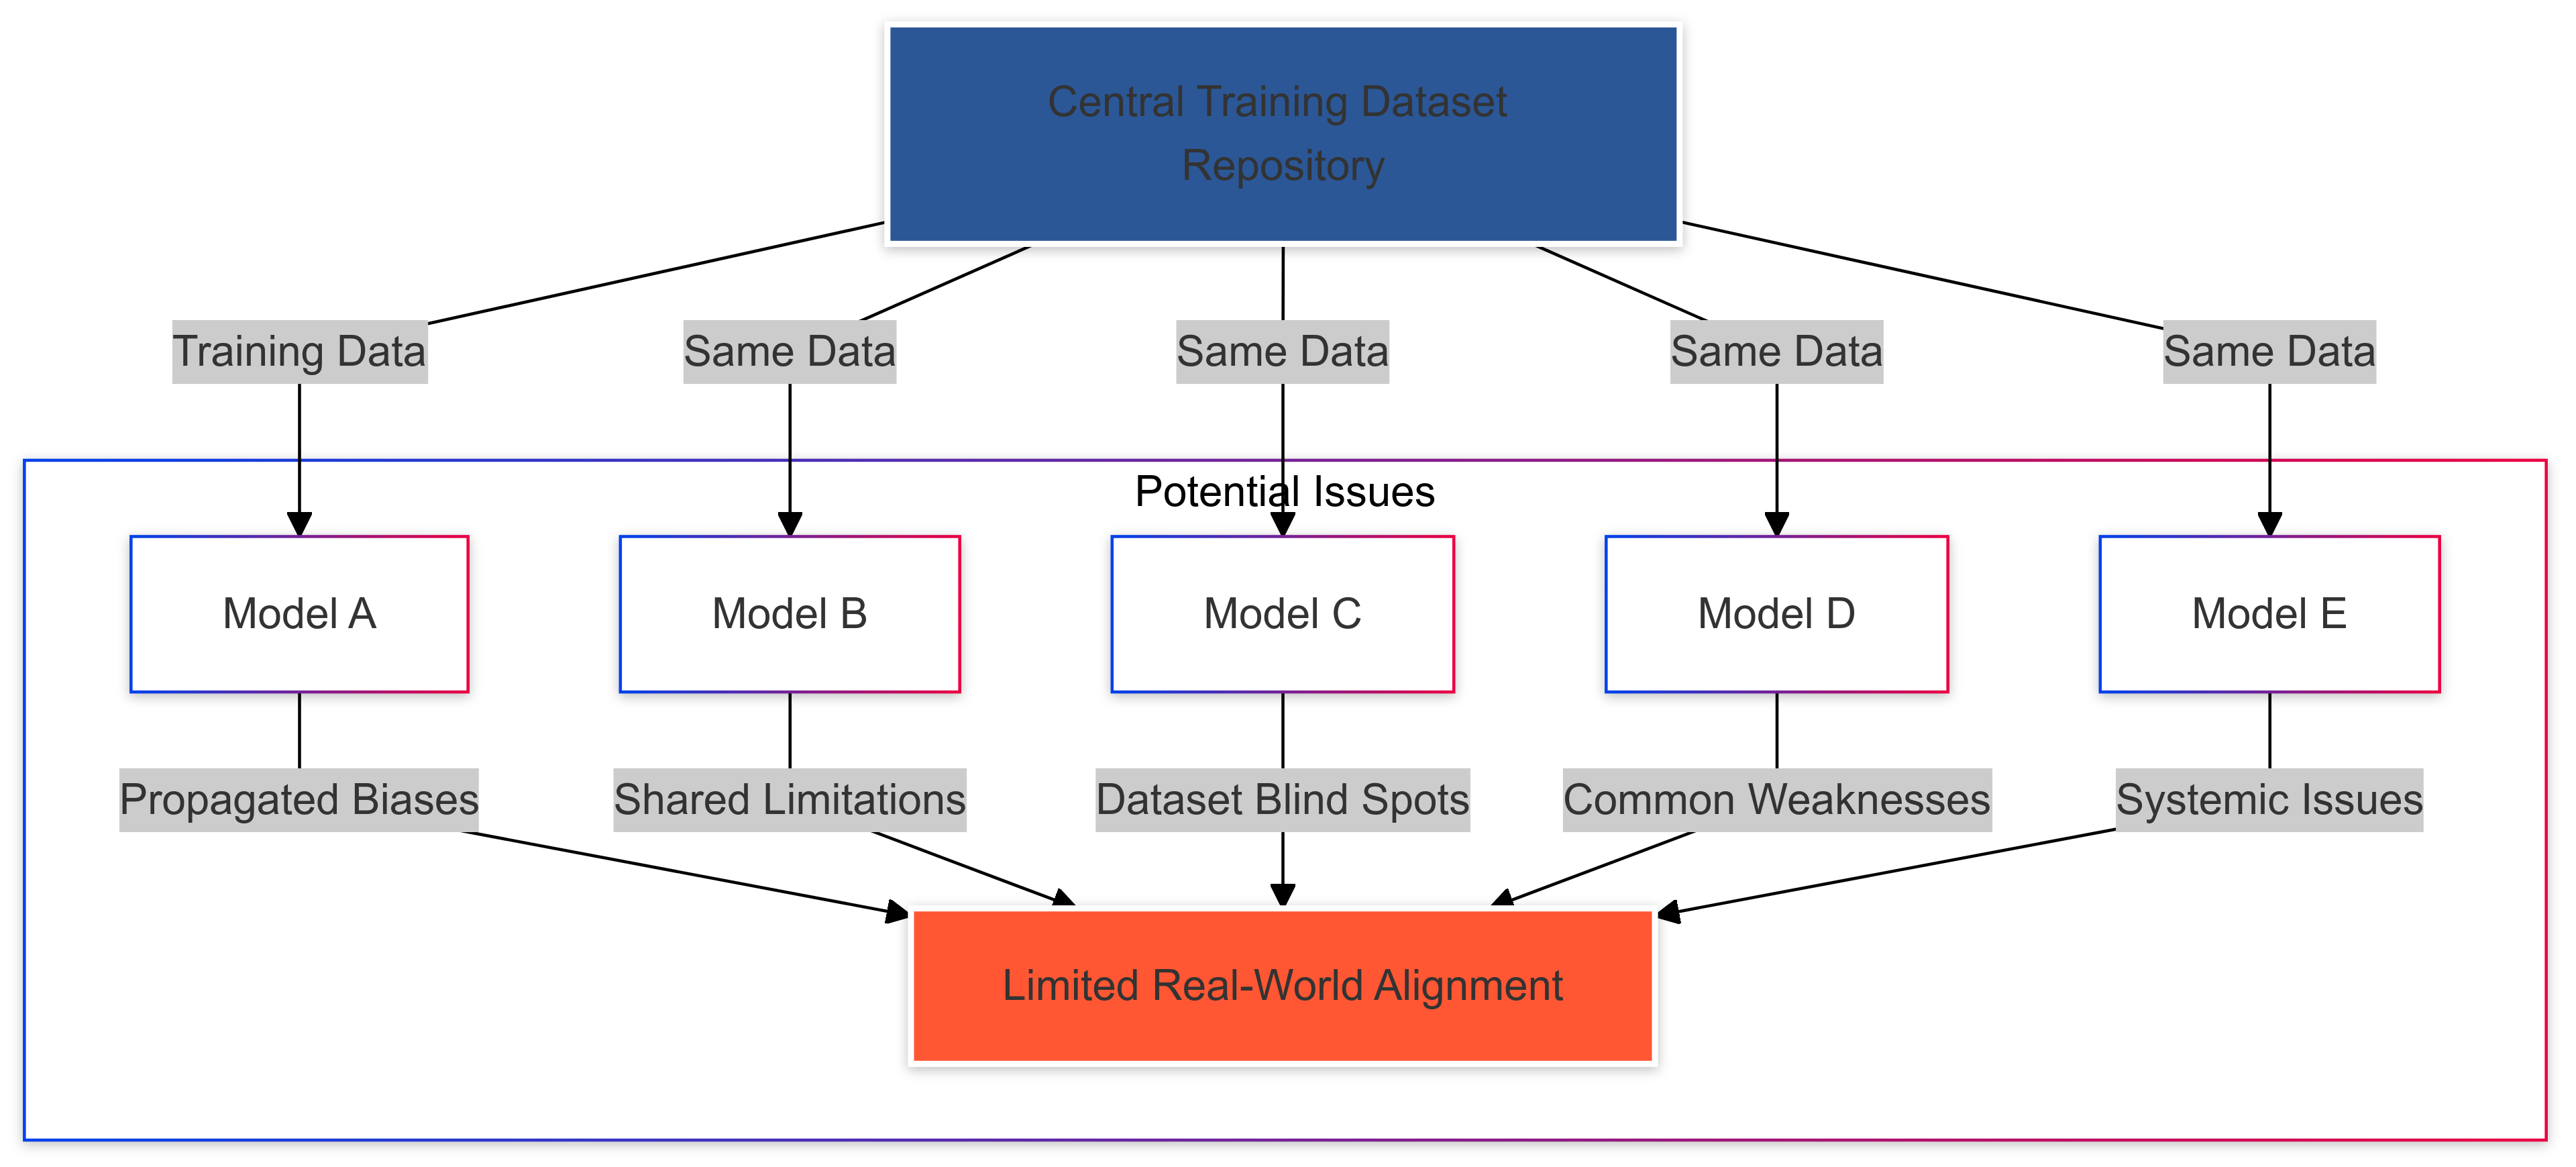 Central Training Dataset
Repository
Training Data
Same Data
Same Data
Same Data
Same Data
Potential Issues
Model A
Model B
Model C
Model D
Model E
Propagated Biases
Shared Limitations
Dataset Blind Spots
Common Weaknesses
Systemic Issues
Limited Real-World Alignment